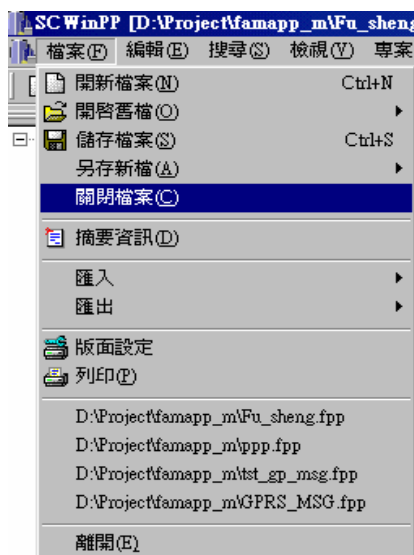 SCWinPP [D:\Project\famapp_m\Fu_sheng
檔案(F) 編輯(E) 搜尋(S) 檢視(V) 專案
開新檔案(N) Ctrl+N
開啓舊檔(O)
儲存檔案(S) Ctrl+S
另存新檔(A)
關閉檔案(C)
摘要資訊(D)
匯入
匯出
版面設定
列印(P)
D:\Project\famapp_m\Fu_sheng.fpp
D:\Project\famapp_m\ppp.fpp
D:\Project\famapp_m\tst_gp_msg.fpp
D:\Project\famapp_m\GPRS_MSG.fpp
離開(E)